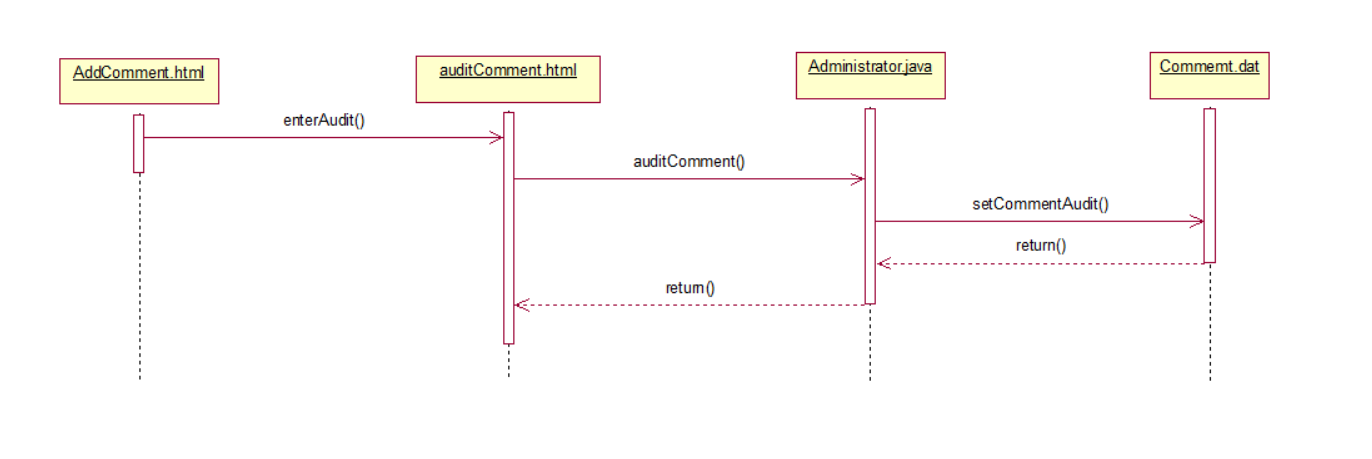 AddComment.html
auditComment.html
Administrator.java
Commemt.dat
enterAudit()
auditComment()
setCommentAudit()
return()
return()